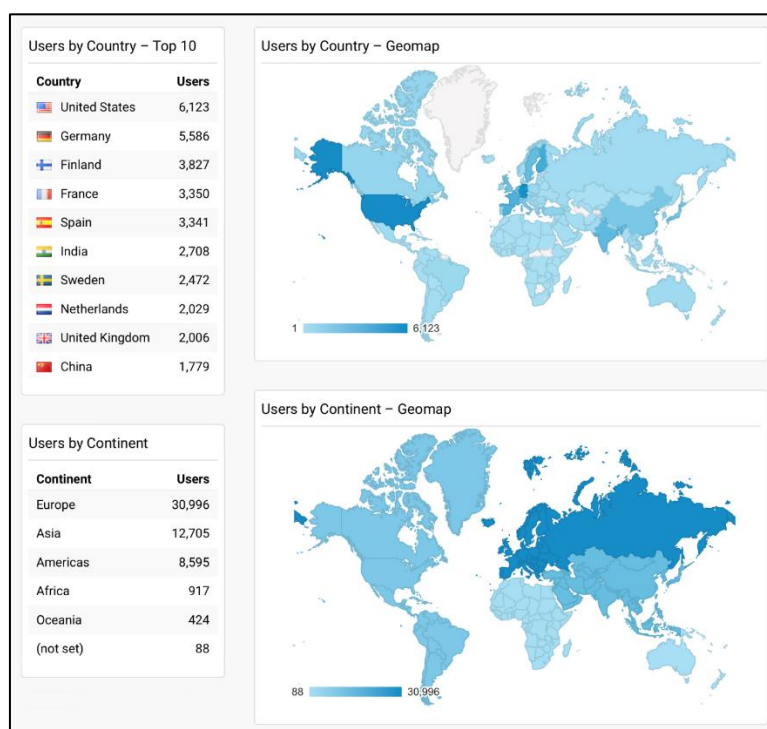 Users by Country – Top 10
Country Users
United States 6,123
Germany 5,586
Finland 3,827
France 3,350
Spain 3,341
India 2,708
Sweden 2,472
Netherlands 2,029
United Kingdom 2,006
China 1,779
Users by Country – Geomap
1 6,123
Users by Continent
Continent Users
Europe 30,996
Asia 12,705
Americas 8,595
Africa 917
Oceania 424
(not set) 88
Users by Continent – Geomap
88 30,996